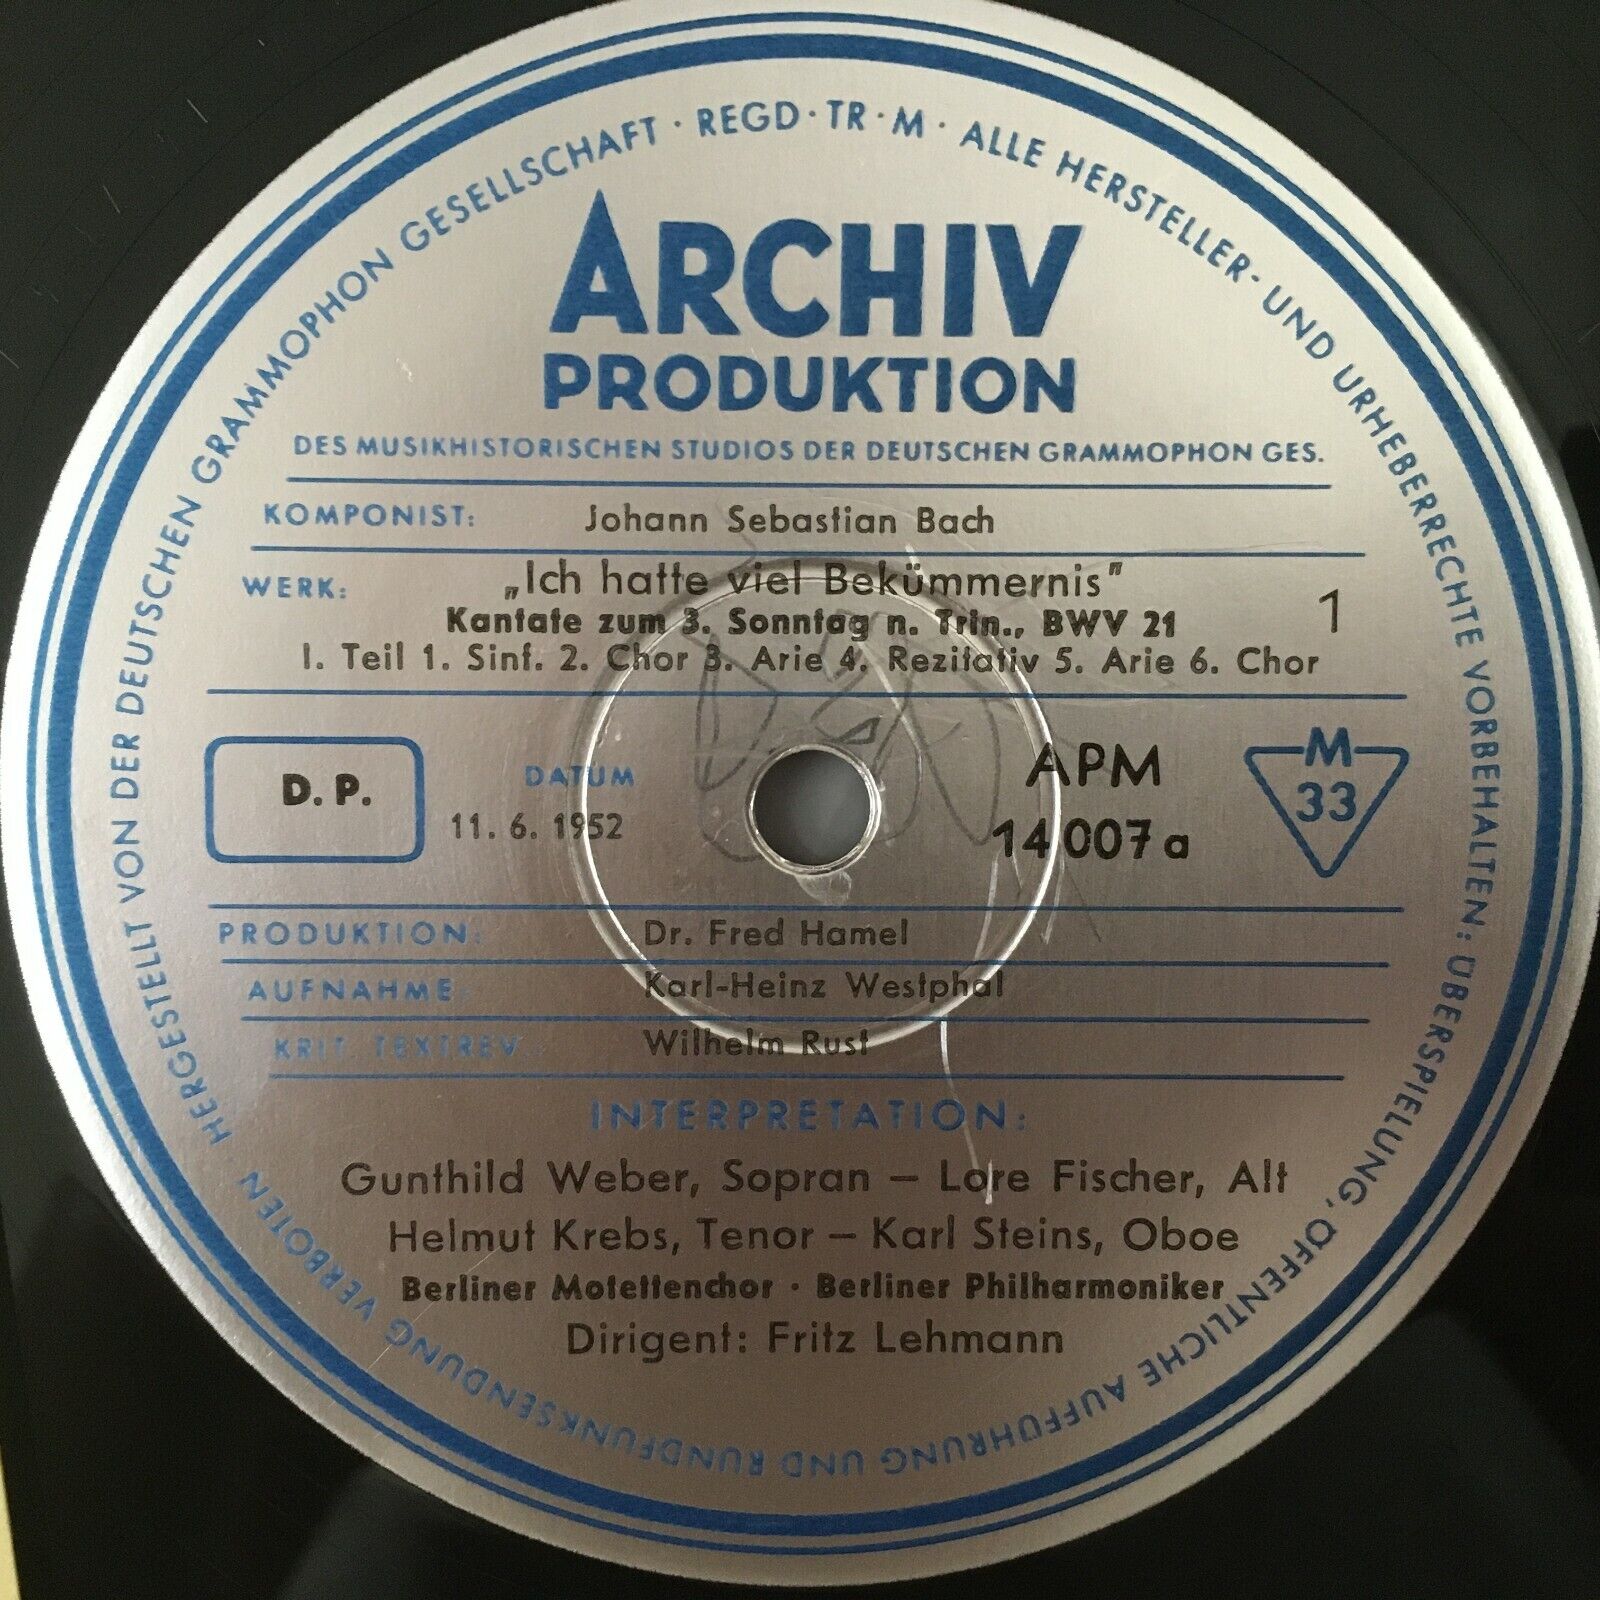 HERGESTELLT VON DER DEUTSCHEN GRAMMOPHON GESELLSCHAFT · REGD · TR · M · ALLE HERSTELLER- UND URHEBERRECHTE VORBEHALTEN: ÜBERSPIELUNG, ÖFFENTLICHE AUFFÜHRUNG UND RUNDFUNKSENDUNG VERBOTEN ·
ARCHIV
PRODUKTION
DES MUSIKHISTORISCHEN STUDIOS DER DEUTSCHEN GRAMMOPHON GES.
KOMPONIST: Johann Sebastian Bach
WERK: „Ich hatte viel Bekümmernis"
Kantate zum 3. Sonntag n. Trin., BWV 21 1
I. Teil 1. Sinf. 2. Chor 3. Arie 4. Rezitativ 5. Arie 6. Chor
D. P.
DATUM
11. 6. 1952
APM
14 007 a
M
33
PRODUKTION: Dr. Fred Hamel
AUFNAHME: Karl-Heinz Westphal
KRIT. TEXTREV.: Wilhelm Rust
INTERPRETATION:
Gunthild Weber, Sopran – Lore Fischer, Alt
Helmut Krebs, Tenor – Karl Steins, Oboe
Berliner Motettenchor · Berliner Philharmoniker
Dirigent: Fritz Lehmann